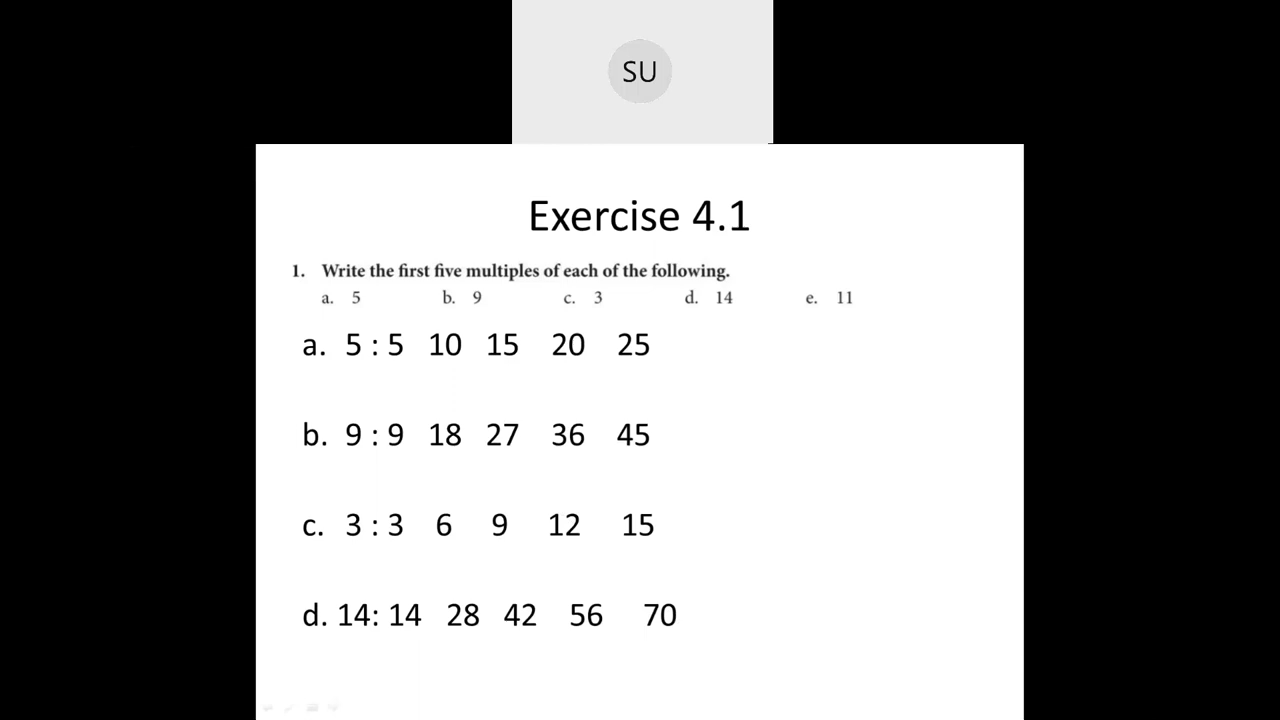 SU
Exercise 4.1
1. Write the first five multiples of each of the following.
a. 5 b. 9 c. 3 d. 14 e. 11
a. 5 : 5 10 15 20 25
b. 9 : 9 18 27 36 45
c. 3 : 3 6 9 12 15
d. 14: 14 28 42 56 70